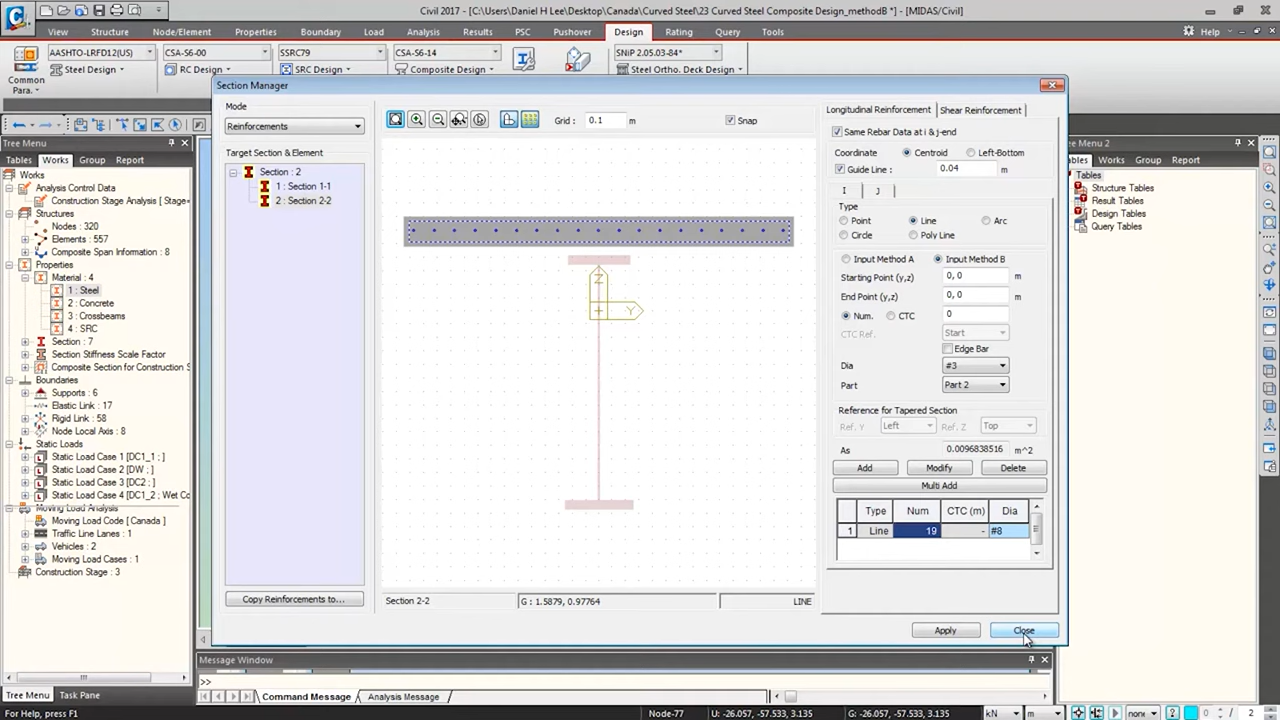 Civil 2017 - [C:\Users\Daniel H Lee\Desktop\Canada\Curved Steel\23 Curved Steel Composite Design_methodB *] - [MIDAS/Civil]
View Structure Node/Element Properties Boundary Load Analysis Results PSC Pushover Design Rating Query Tools Help
Common Para.
AASHTO-LRFD12(US) CSA-S6-00 SSRC79 CSA-S6-14 SNiP 2.05.03-84*
Steel Design RC Design SRC Design Composite Design Steel Ortho. Deck Design
Tree Menu
Tables Works Group Report
Works
Analysis Control Data
Construction Stage Analysis [Stage=
Structures
Nodes : 320
Elements : 557
Composite Span Information : 8
Properties
Material : 4
1 : Steel
2 : Concrete
3 : Crossbeams
4 : SRC
Section : 7
Section Stiffness Scale Factor
Composite Section for Construction S
Boundaries
Supports : 6
Elastic Link : 17
Rigid Link : 58
Node Local Axis : 8
Static Loads
Static Load Case 1 [DC1_1 ; ]
Static Load Case 2 [DW ; ]
Static Load Case 3 [DC2 ; ]
Static Load Case 4 [DC1_2 ; Wet Co
Moving Load Analysis
Moving Load Code [ Canada ]
Traffic Line Lanes : 1
Vehicles : 2
Moving Load Cases : 1
Construction Stage : 3
Tree Menu Task Pane
Section Manager
Mode
Reinforcements
Target Section & Element
Section : 2
1 : Section 1-1
2 : Section 2-2
Copy Reinforcements to...
Grid : 0.1 m Snap
Z
Y
Section 2-2 G : 1.5879, 0.97764 LINE
Longitudinal Reinforcement Shear Reinforcement
Same Rebar Data at i & j-end
Coordinate Centroid Left-Bottom
Guide Line : 0.04 m
I J
Type
Point Line Arc
Circle Poly Line
Input Method A Input Method B
Starting Point (y,z) 0, 0 m
End Point (y,z) 0, 0 m
Num. CTC 0
CTC Ref. Start
Edge Bar
Dia #3
Part Part 2
Reference for Tapered Section
Ref. Y Left Ref. Z Top
As 0.0096838516 m^2
Add Modify Delete
Multi Add
Type Num CTC (m) Dia
1 Line 19 - #8
Apply Close
Tree Menu 2
Works Group Report
Tables
Structure Tables
Result Tables
Design Tables
Query Tables
Message Window
>>
Command Message Analysis Message
For Help, press F1 Node-77 U: -26.057, -57.533, 3.135 G: -26.057, -57.533, 3.135 kN m none 0 / 2